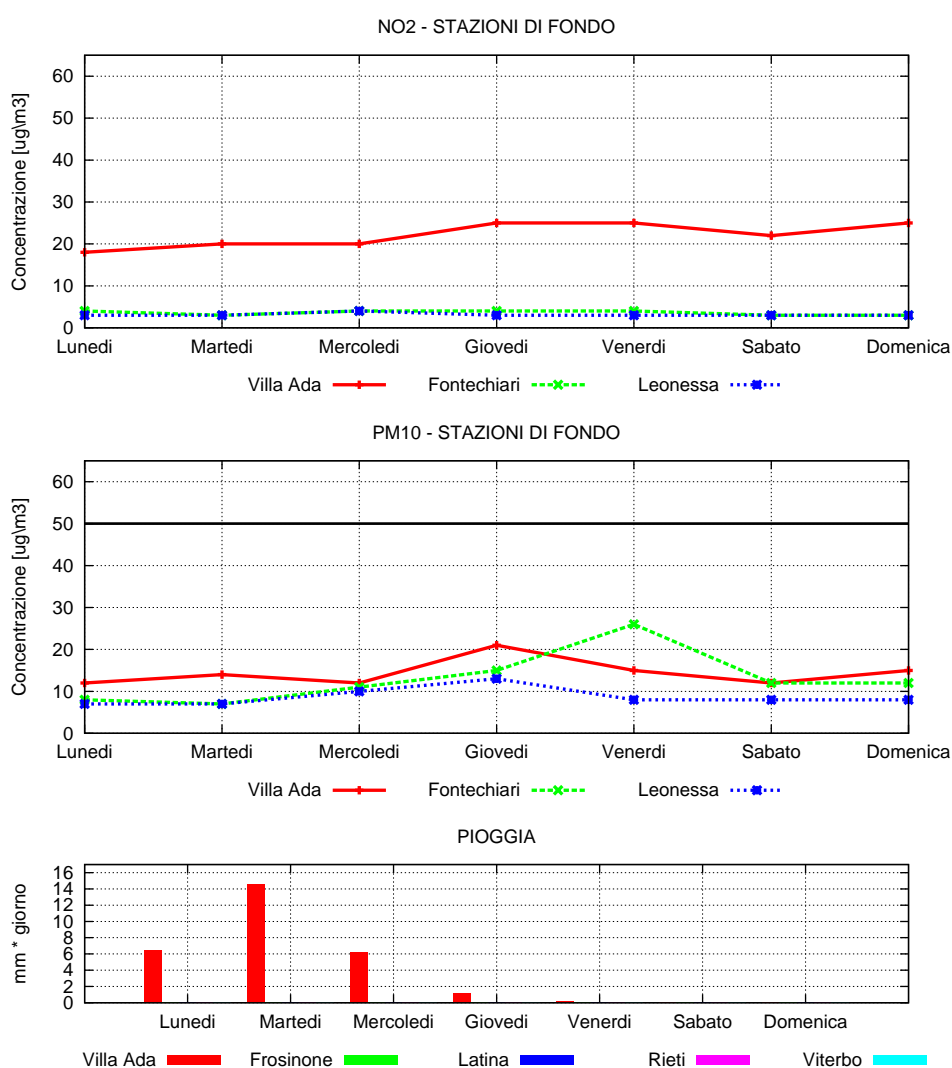 NO2 - STAZIONI DI FONDO
Concentrazione [ug\m3]
60
50
40
30
20
10
0
Lunedi Martedi Mercoledi Giovedi Venerdi Sabato Domenica
Villa Ada Fontechiari Leonessa
PM10 - STAZIONI DI FONDO
Concentrazione [ug\m3]
60
50
40
30
20
10
0
Lunedi Martedi Mercoledi Giovedi Venerdi Sabato Domenica
Villa Ada Fontechiari Leonessa
PIOGGIA
mm * giorno
16
14
12
10
8
6
4
2
0
Lunedi Martedi Mercoledi Giovedi Venerdi Sabato Domenica
Villa Ada Frosinone Latina Rieti Viterbo